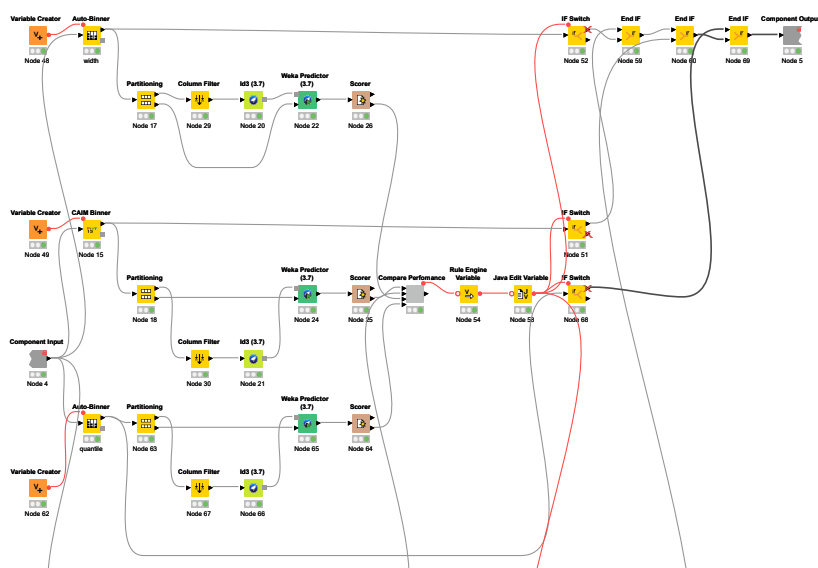 Variable Creator
Auto-Binner
IF Switch
End IF
End IF
End IF
Component Outpu
Node 48
width
Node 52
Node 59
Node 60
Node 69
Node 5
Partitioning
Column Filter
Id3 (3.7)
Weka Predictor
(3.7)
Scorer
Node 17
Node 29
Node 20
Node 22
Node 26
Variable Creator
CAIM Binner
IF Switch
Node 49
Node 15
Node 51
Partitioning
Weka Predictor
(3.7)
Scorer
Compare Perfomance
Rule Engine
Variable
Java Edit Variable
IF Switch
Node 18
Node 24
Node 25
Node 54
Node 53
Node 68
Component Input
Column Filter
Id3 (3.7)
Node 4
Node 30
Node 21
Auto-Binner
Partitioning
Weka Predictor
(3.7)
Scorer
quantile
Node 63
Node 65
Node 64
Variable Creator
Column Filter
Id3 (3.7)
Node 62
Node 67
Node 66